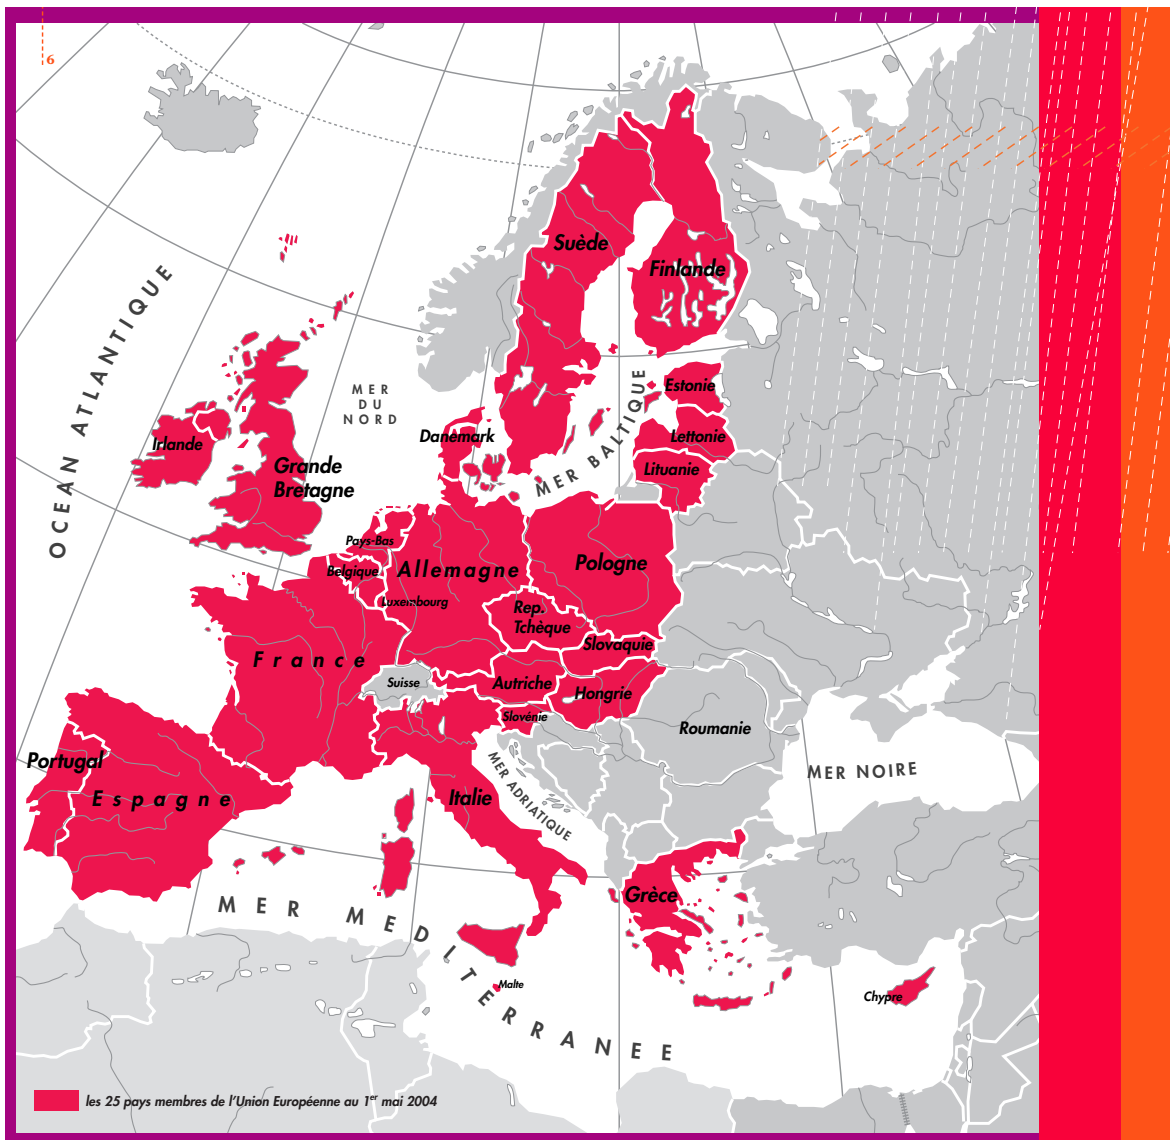 6
OCEAN ATLANTIQUE
MER
DU
NORD
MER BALTIQUE
Suède
Finlande
Estonie
Lettonie
Lituanie
Danemark
Irlande
Grande
Bretagne
Pays-Bas
Belgique
Luxembourg
Allemagne
Pologne
Rep.
Tchèque
Slovaquie
France
Suisse
Autriche
Hongrie
Slovénie
Roumanie
Portugal
Espagne
Italie
MER ADRIATIQUE
MER NOIRE
Grèce
MER MEDITERRANEE
Malte
Chypre
les 25 pays membres de l'Union Européenne au 1er mai 2004